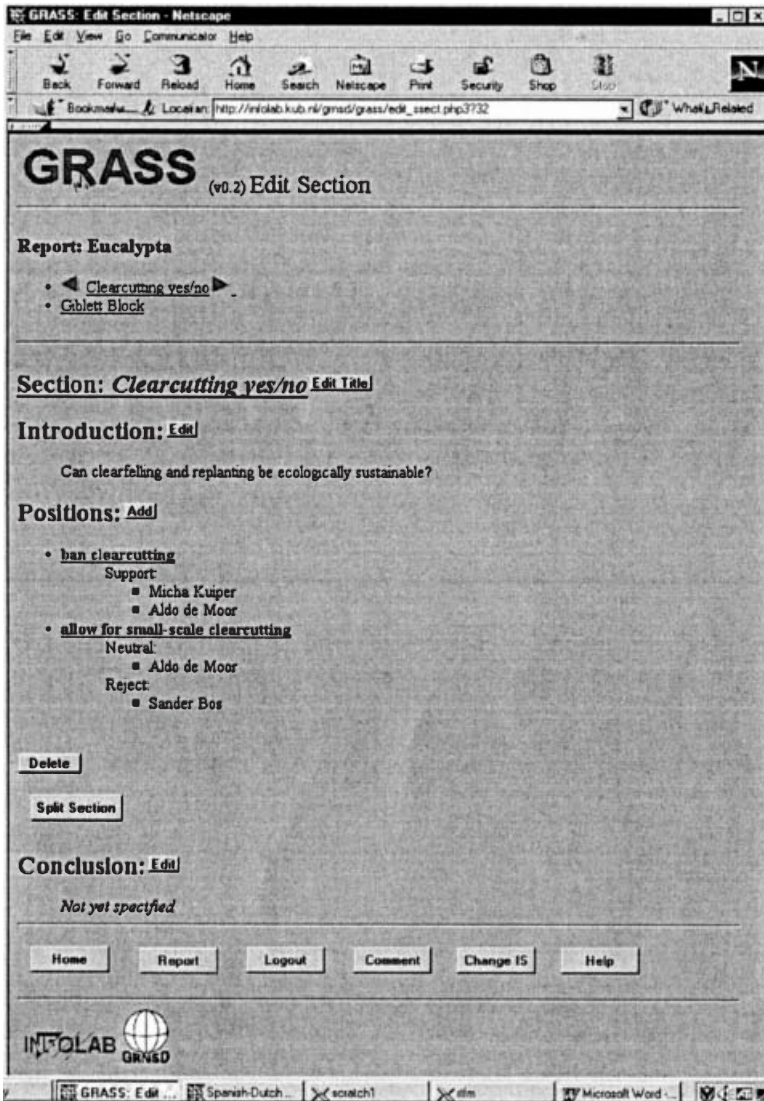 GRASS: Edit Section - Netscape
File Edit View Go Communicator Help
Back Forward Reload Home Search Netscape Print Security Shop Stop
Bookmarks Location: http://infolab.kub.nl/grnsd/grass/edit_ssect.php3?32 What's Related
GRASS (v0.2) Edit Section
Report: Eucalypta
Clearcutting yes/no
Giblett Block
Section: Clearcutting yes/no Edit Title
Introduction: Edit
Can clearfelling and replanting be ecologically sustainable?
Positions: Add
ban clearcutting
Support:
Micha Kuiper
Aldo de Moor
allow for small-scale clearcutting
Neutral:
Aldo de Moor
Reject:
Sander Bos
Delete
Split Section
Conclusion: Edit
Not yet specified
Home Report Logout Comment Change IS Help
INFOLAB GRNSD
GRASS: Edit ... Spanish-Dutch... scratch1 Microsoft Word -...